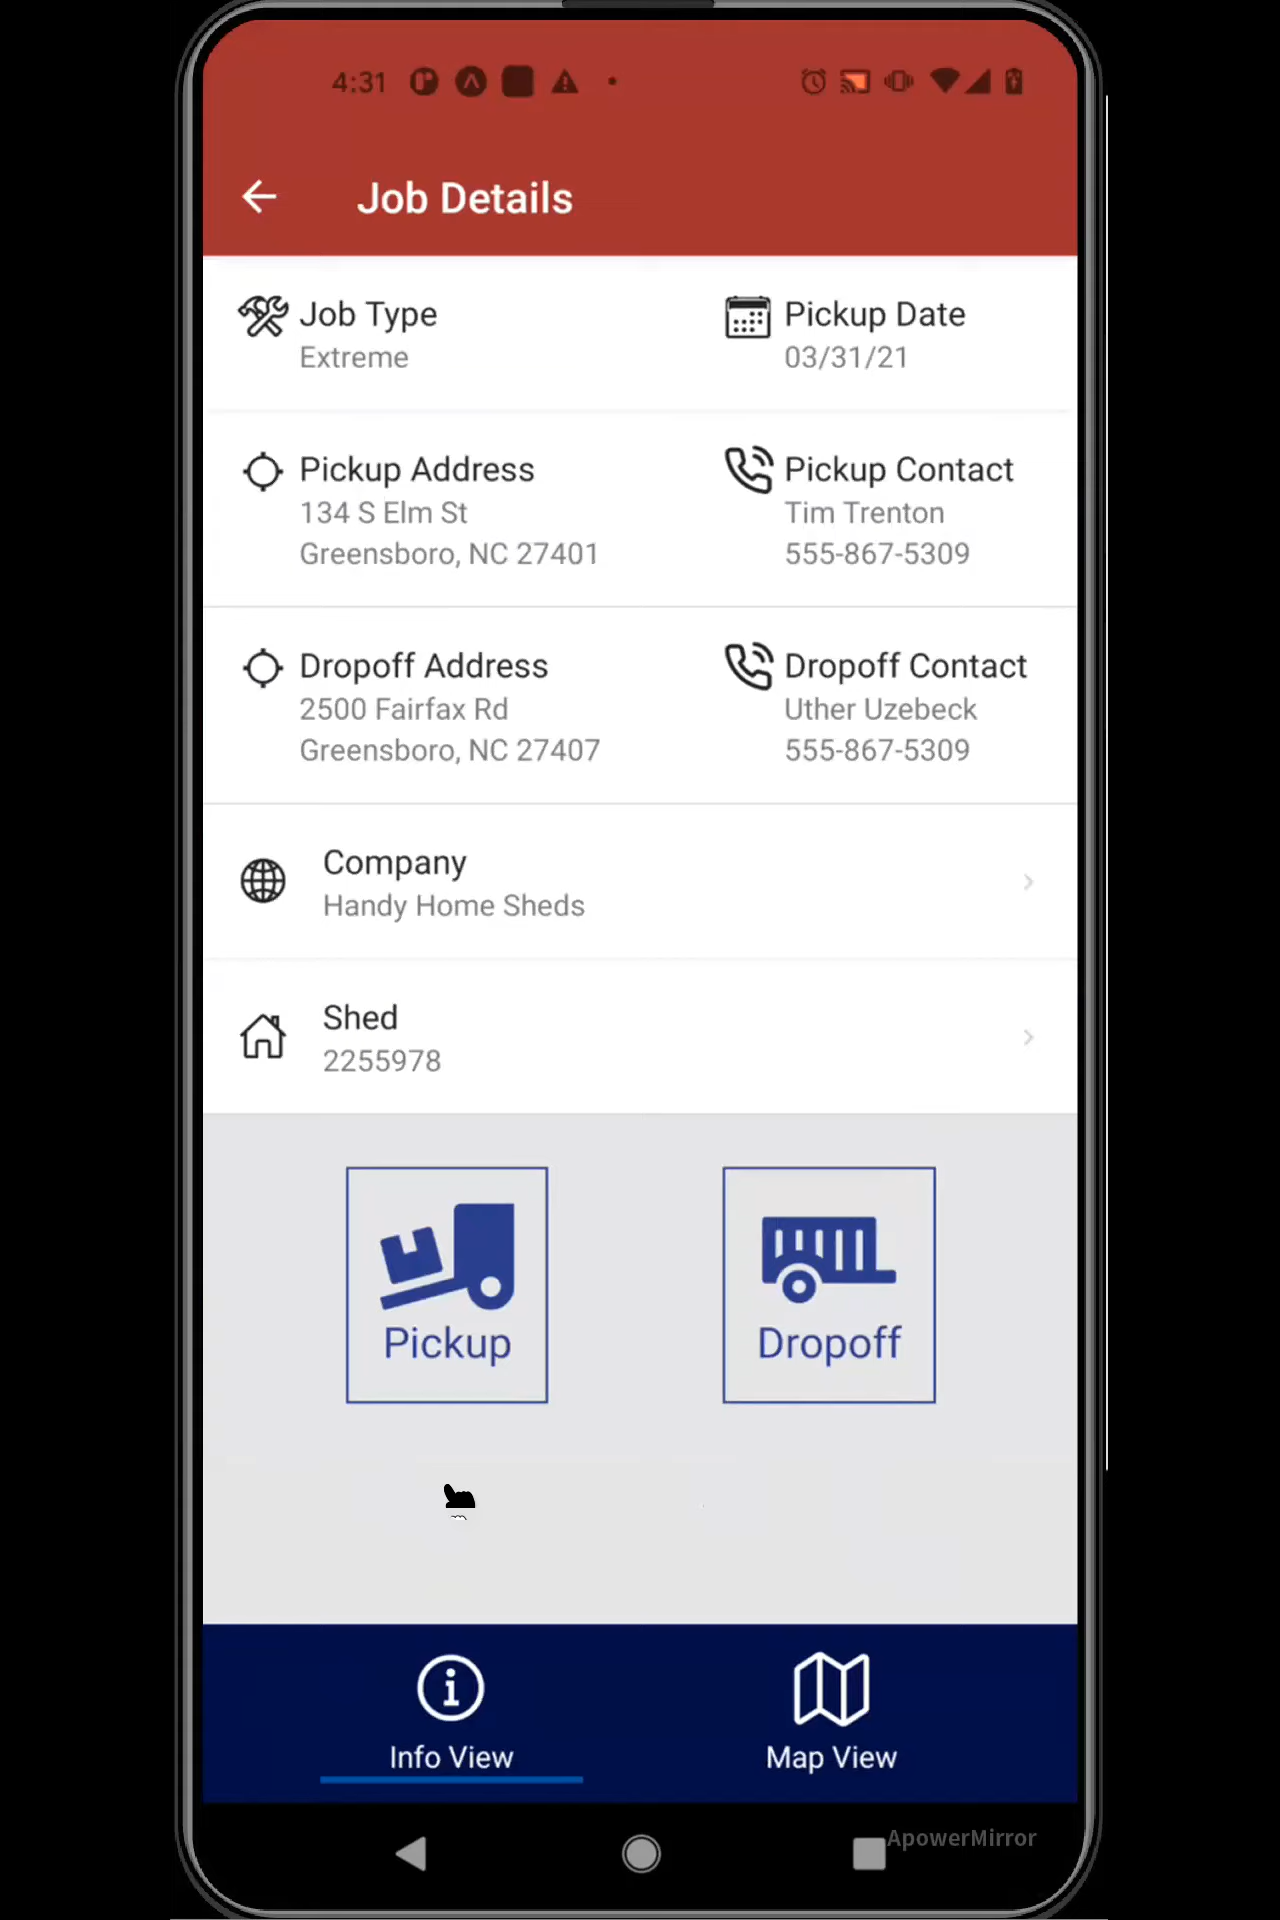 4:31
Job Details
Job Type
Extreme
Pickup Date
03/31/21
Pickup Address
134 S Elm St
Greensboro, NC 27401
Pickup Contact
Tim Trenton
555-867-5309
Dropoff Address
2500 Fairfax Rd
Greensboro, NC 27407
Dropoff Contact
Uther Uzebeck
555-867-5309
Company
Handy Home Sheds
Shed
2255978
Pickup
Dropoff
Info View
Map View
ApowerMirror